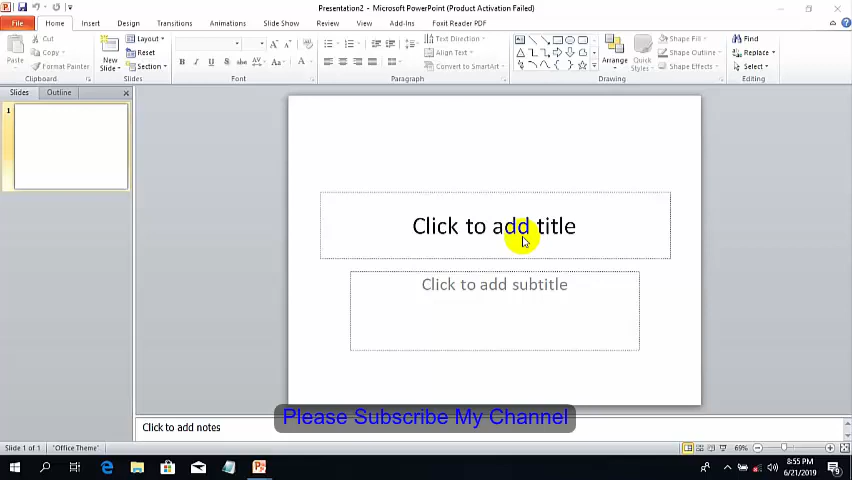 Presentation2 - Microsoft PowerPoint (Product Activation Failed)
File Home Insert Design Transitions Animations Slide Show Review View Add-Ins Foxit Reader PDF
Cut Layout Text Direction Shape Fill Find
Copy Reset Align Text Shape Outline Replace
Paste Format Painter New Slide Section Convert to SmartArt Arrange Quick Styles Shape Effects Select
Clipboard Slides Font Paragraph Drawing Editing
Slides Outline
1
Click to add title
Click to add subtitle
Please Subscribe My Channel
Click to add notes
Slide 1 of 1 "Office Theme" 69%
8:55 PM
6/21/2019